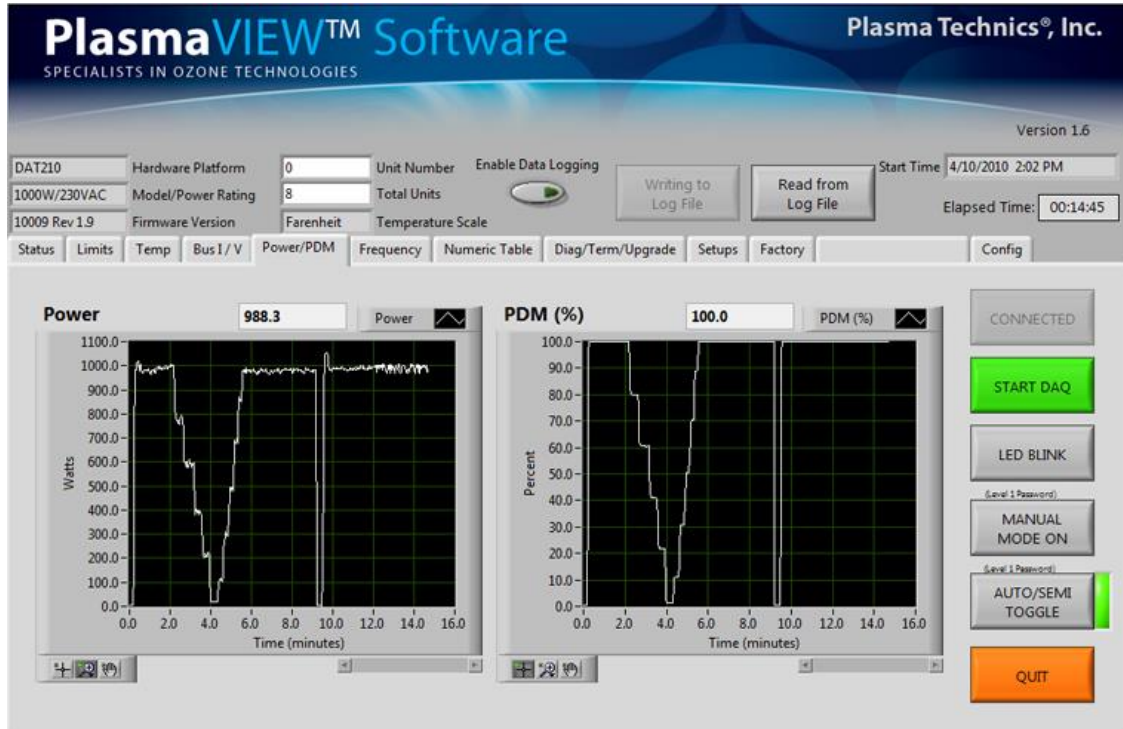 PlasmaVIEW™ Software
SPECIALISTS IN OZONE TECHNOLOGIES
Plasma Technics®, Inc.
Version 1.6
DAT210 Hardware Platform 0 Unit Number Enable Data Logging
1000W/230VAC Model/Power Rating 8 Total Units
10009 Rev 1.9 Firmware Version Farenheit Temperature Scale
Writing to
Log File
Read from
Log File
Start Time 4/10/2010 2:02 PM
Elapsed Time: 00:14:45
Status Limits Temp Bus I / V Power/PDM Frequency Numeric Table Diag/Term/Upgrade Setups Factory Config
Power 988.3 Power
1100.0
1000.0
900.0
800.0
700.0
600.0
500.0
400.0
300.0
200.0
100.0
0.0
Watts
0.0 2.0 4.0 6.0 8.0 10.0 12.0 14.0 16.0
Time (minutes)
PDM (%) 100.0 PDM (%)
100.0
90.0
80.0
70.0
60.0
50.0
40.0
30.0
20.0
10.0
0.0
Percent
0.0 2.0 4.0 6.0 8.0 10.0 12.0 14.0 16.0
Time (minutes)
CONNECTED
START DAQ
LED BLINK
(Level 1 Password)
MANUAL
MODE ON
(Level 1 Password)
AUTO/SEMI
TOGGLE
QUIT